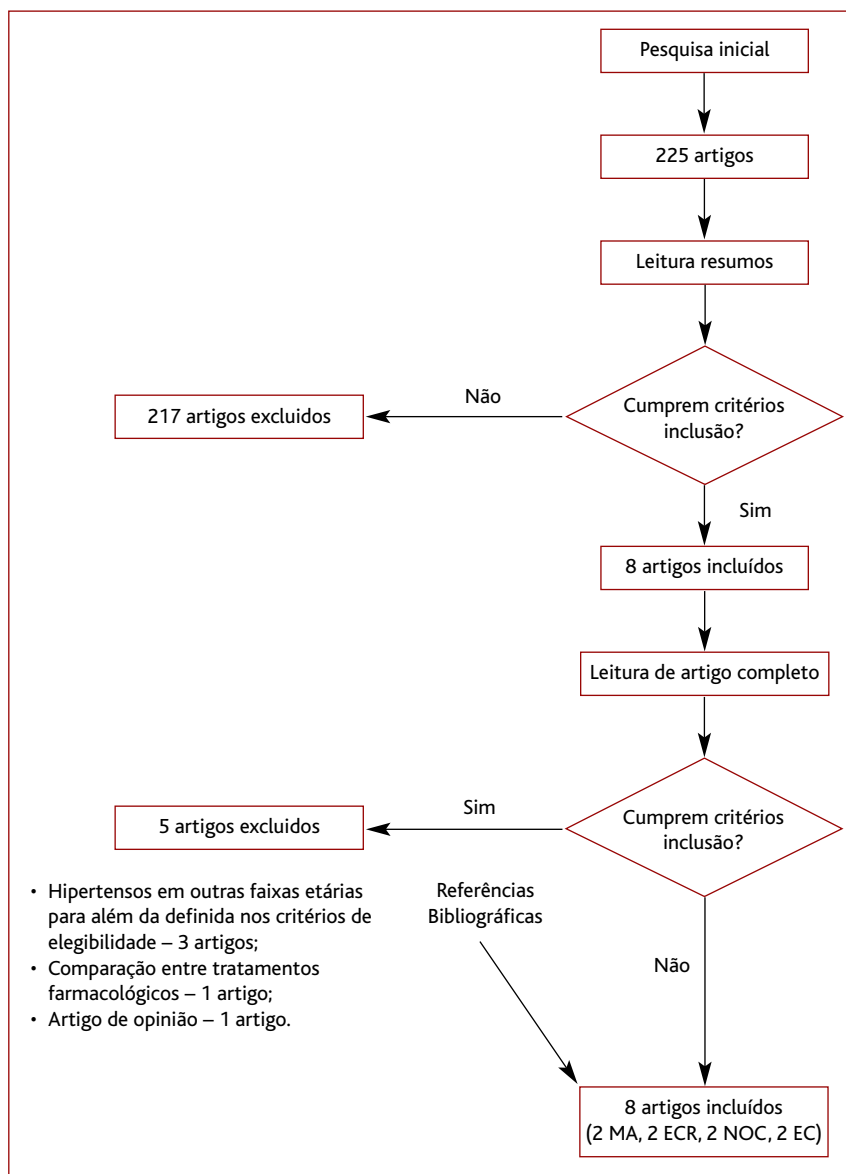 Pesquisa inicial
225 artigos
Leitura resumos
Cumprem critérios
inclusão?
Não
217 artigos excluidos
Sim
8 artigos incluídos
Leitura de artigo completo
Cumprem critérios
inclusão?
Sim
5 artigos excluidos
• Hipertensos em outras faixas etárias
para além da definida nos critérios de
elegibilidade – 3 artigos;
• Comparação entre tratamentos
farmacológicos – 1 artigo;
• Artigo de opinião – 1 artigo.
Referências
Bibliográficas
Não
8 artigos incluídos
(2 MA, 2 ECR, 2 NOC, 2 EC)